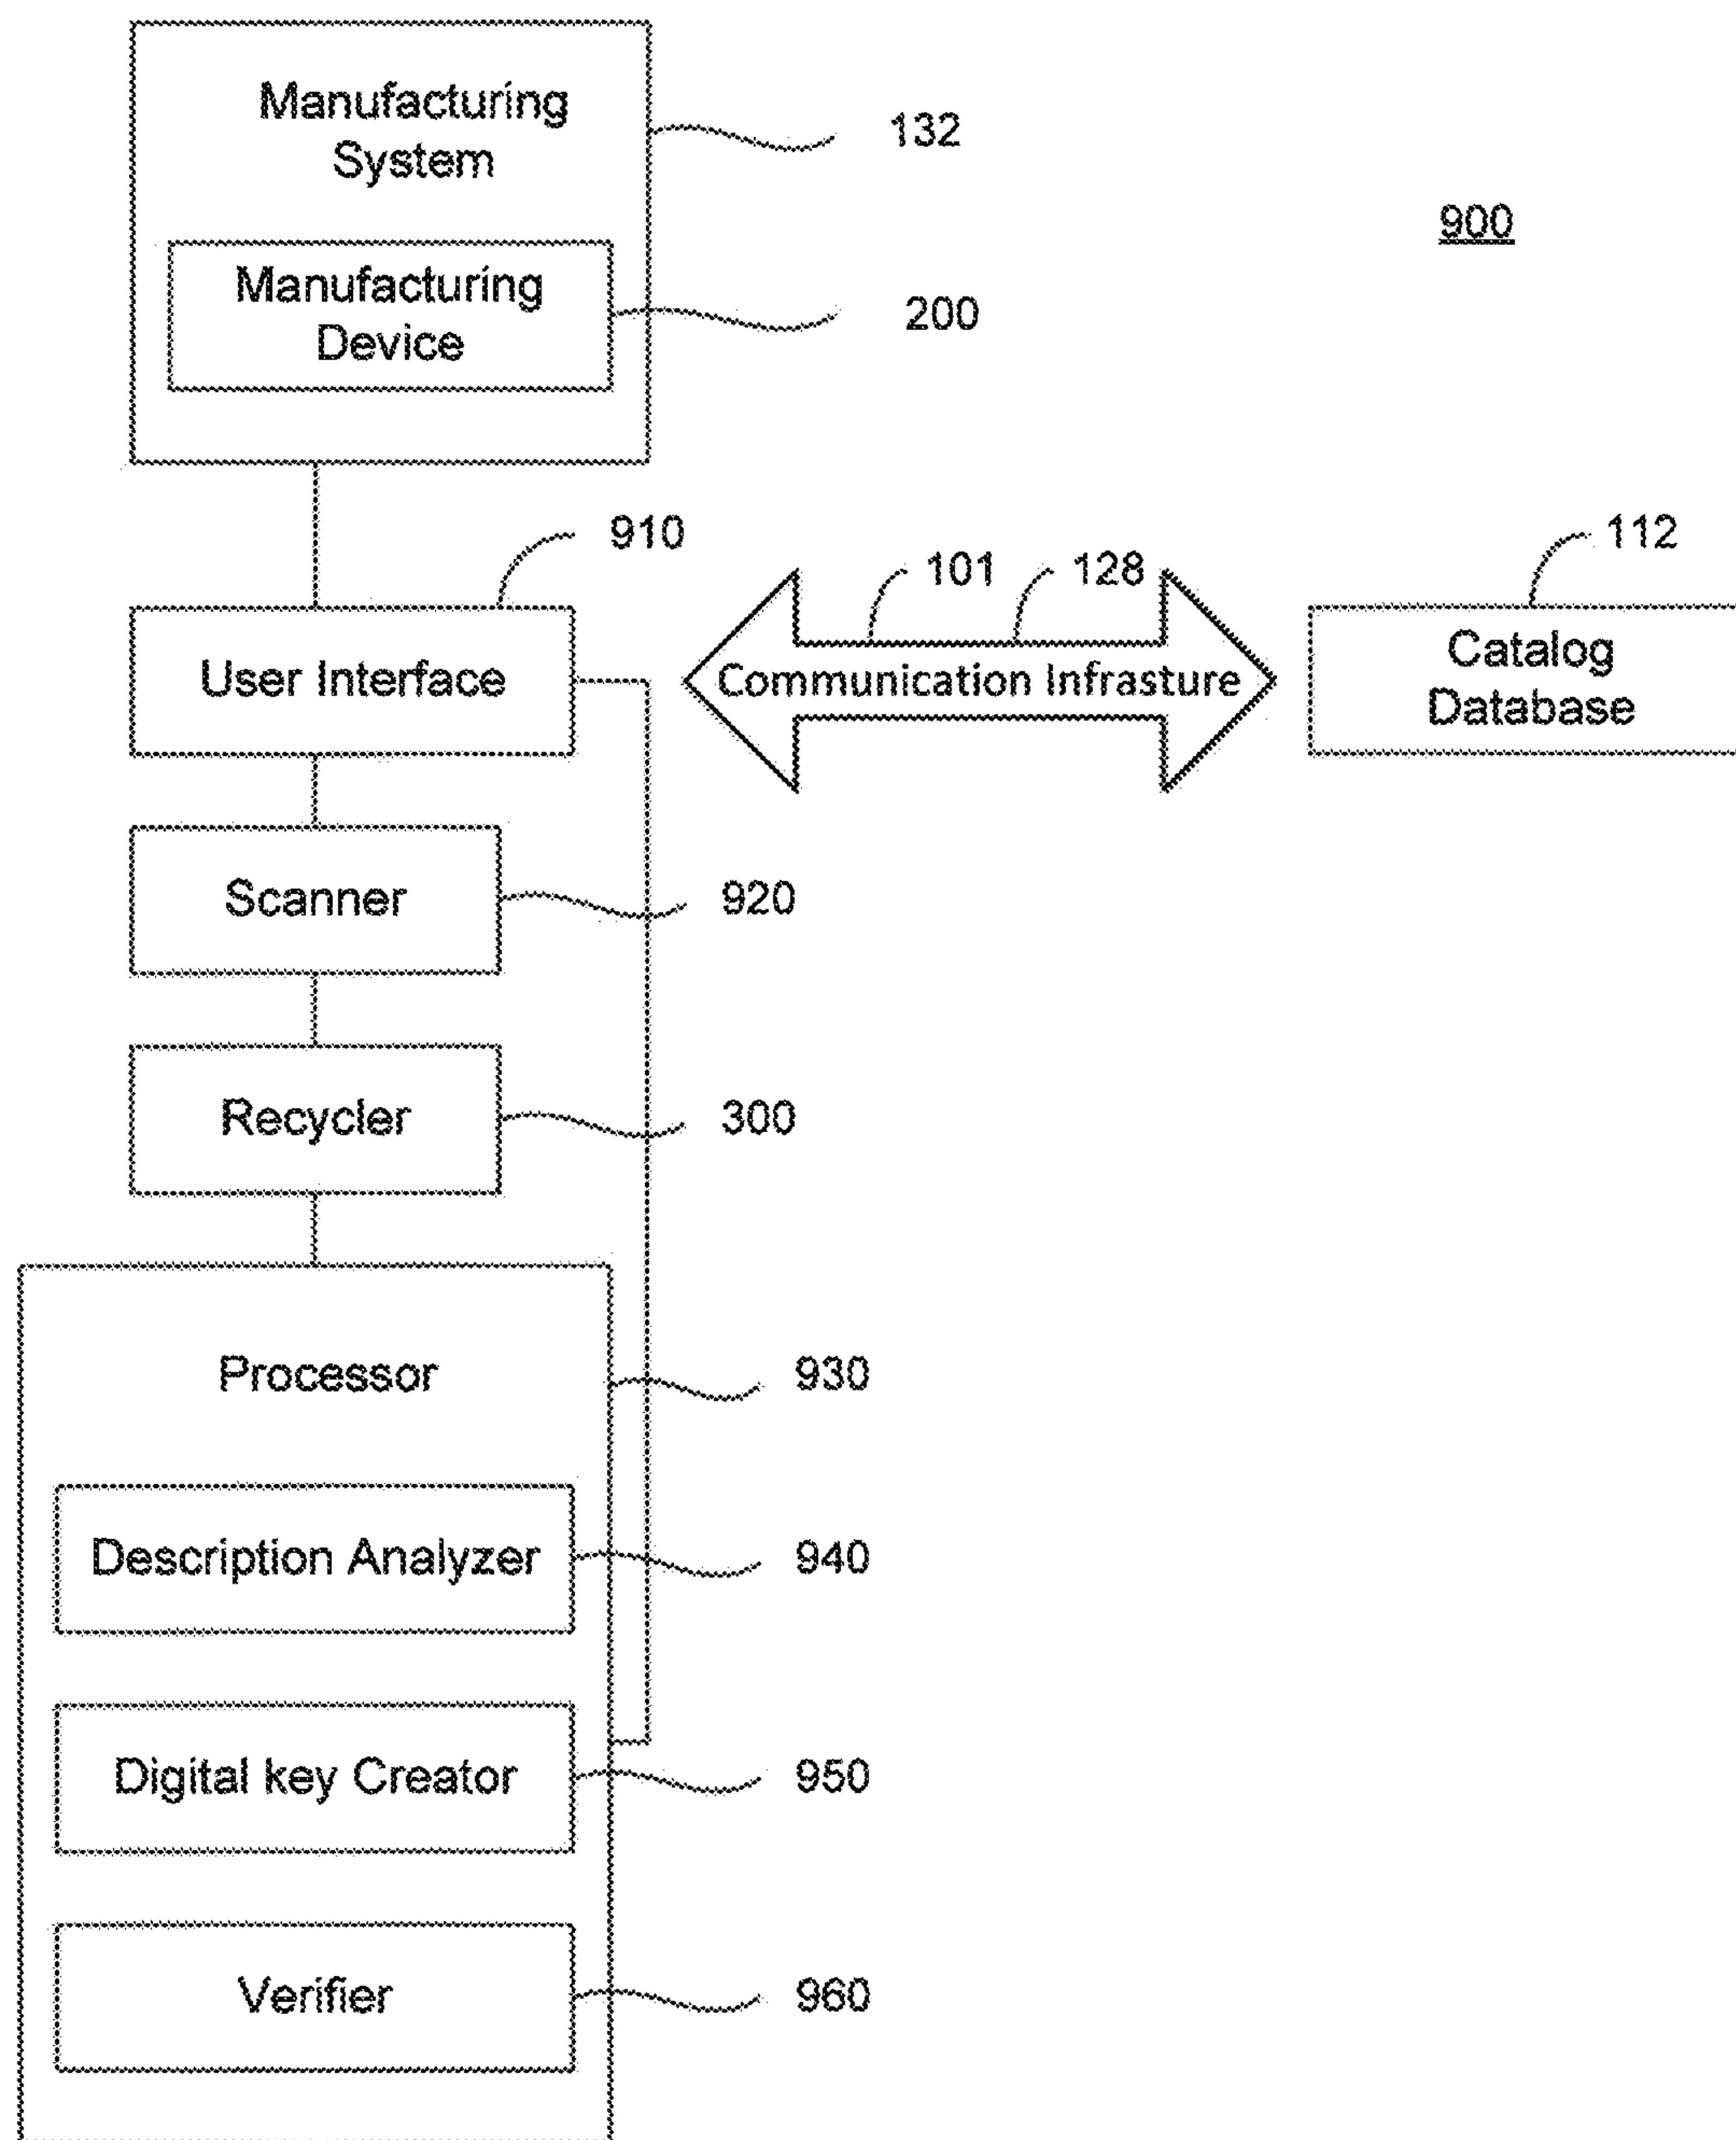 Manufacturing
System
132
900
Manufacturing
Device
200
910
101
128
112
User Interface
Communication Infrasture
Catalog
Database
Scanner
920
Recycler
300
Processor
930
Description Analyzer
940
Digital key Creator
950
Verifier
960